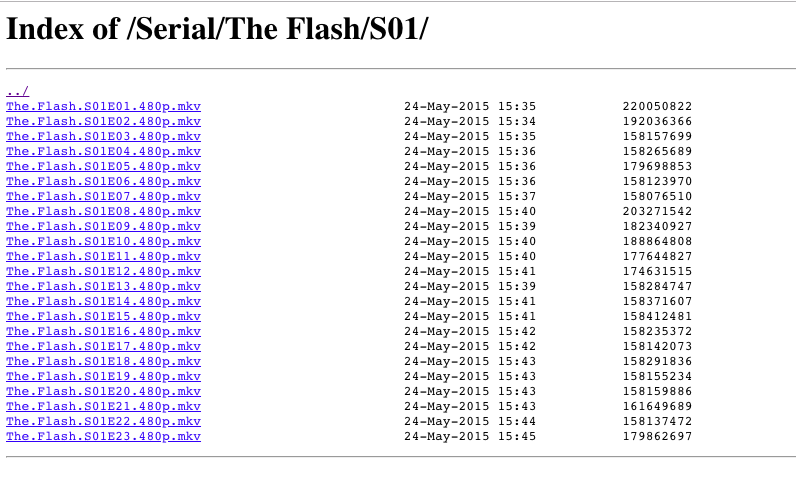 Index of /Serial/The Flash/S01/
../
The.Flash.S01E01.480p.mkv 24-May-2015 15:35 220050822
The.Flash.S01E02.480p.mkv 24-May-2015 15:34 192036366
The.Flash.S01E03.480p.mkv 24-May-2015 15:35 158157699
The.Flash.S01E04.480p.mkv 24-May-2015 15:36 158265689
The.Flash.S01E05.480p.mkv 24-May-2015 15:36 179698853
The.Flash.S01E06.480p.mkv 24-May-2015 15:36 158123970
The.Flash.S01E07.480p.mkv 24-May-2015 15:37 158076510
The.Flash.S01E08.480p.mkv 24-May-2015 15:40 203271542
The.Flash.S01E09.480p.mkv 24-May-2015 15:39 182340927
The.Flash.S01E10.480p.mkv 24-May-2015 15:40 188864808
The.Flash.S01E11.480p.mkv 24-May-2015 15:40 177644827
The.Flash.S01E12.480p.mkv 24-May-2015 15:41 174631515
The.Flash.S01E13.480p.mkv 24-May-2015 15:39 158284747
The.Flash.S01E14.480p.mkv 24-May-2015 15:41 158371607
The.Flash.S01E15.480p.mkv 24-May-2015 15:41 158412481
The.Flash.S01E16.480p.mkv 24-May-2015 15:42 158235372
The.Flash.S01E17.480p.mkv 24-May-2015 15:42 158142073
The.Flash.S01E18.480p.mkv 24-May-2015 15:43 158291836
The.Flash.S01E19.480p.mkv 24-May-2015 15:43 158155234
The.Flash.S01E20.480p.mkv 24-May-2015 15:43 158159886
The.Flash.S01E21.480p.mkv 24-May-2015 15:43 161649689
The.Flash.S01E22.480p.mkv 24-May-2015 15:44 158137472
The.Flash.S01E23.480p.mkv 24-May-2015 15:45 179862697